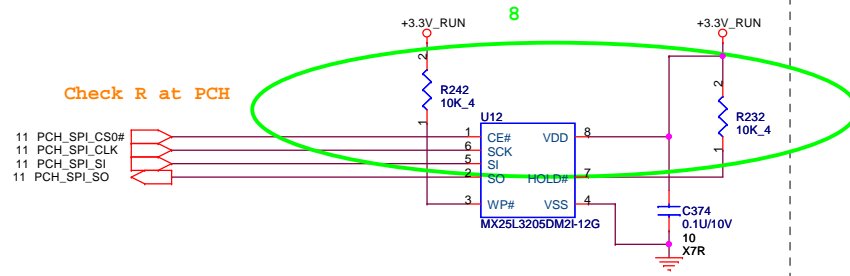 8
+3.3V_RUN
+3.3V_RUN
Check R at PCH
2
R242
10K_4
1
2
R232
10K_4
1
U12
11 PCH_SPI_CS0# 1 CE# VDD 8
11 PCH_SPI_CLK 6 SCK
11 PCH_SPI_SI 5 SI
11 PCH_SPI_SO 2 SO HOLD# 7
3 WP# VSS 4
MX25L3205DM2I-12G
C374
0.1U/10V
10
X7R